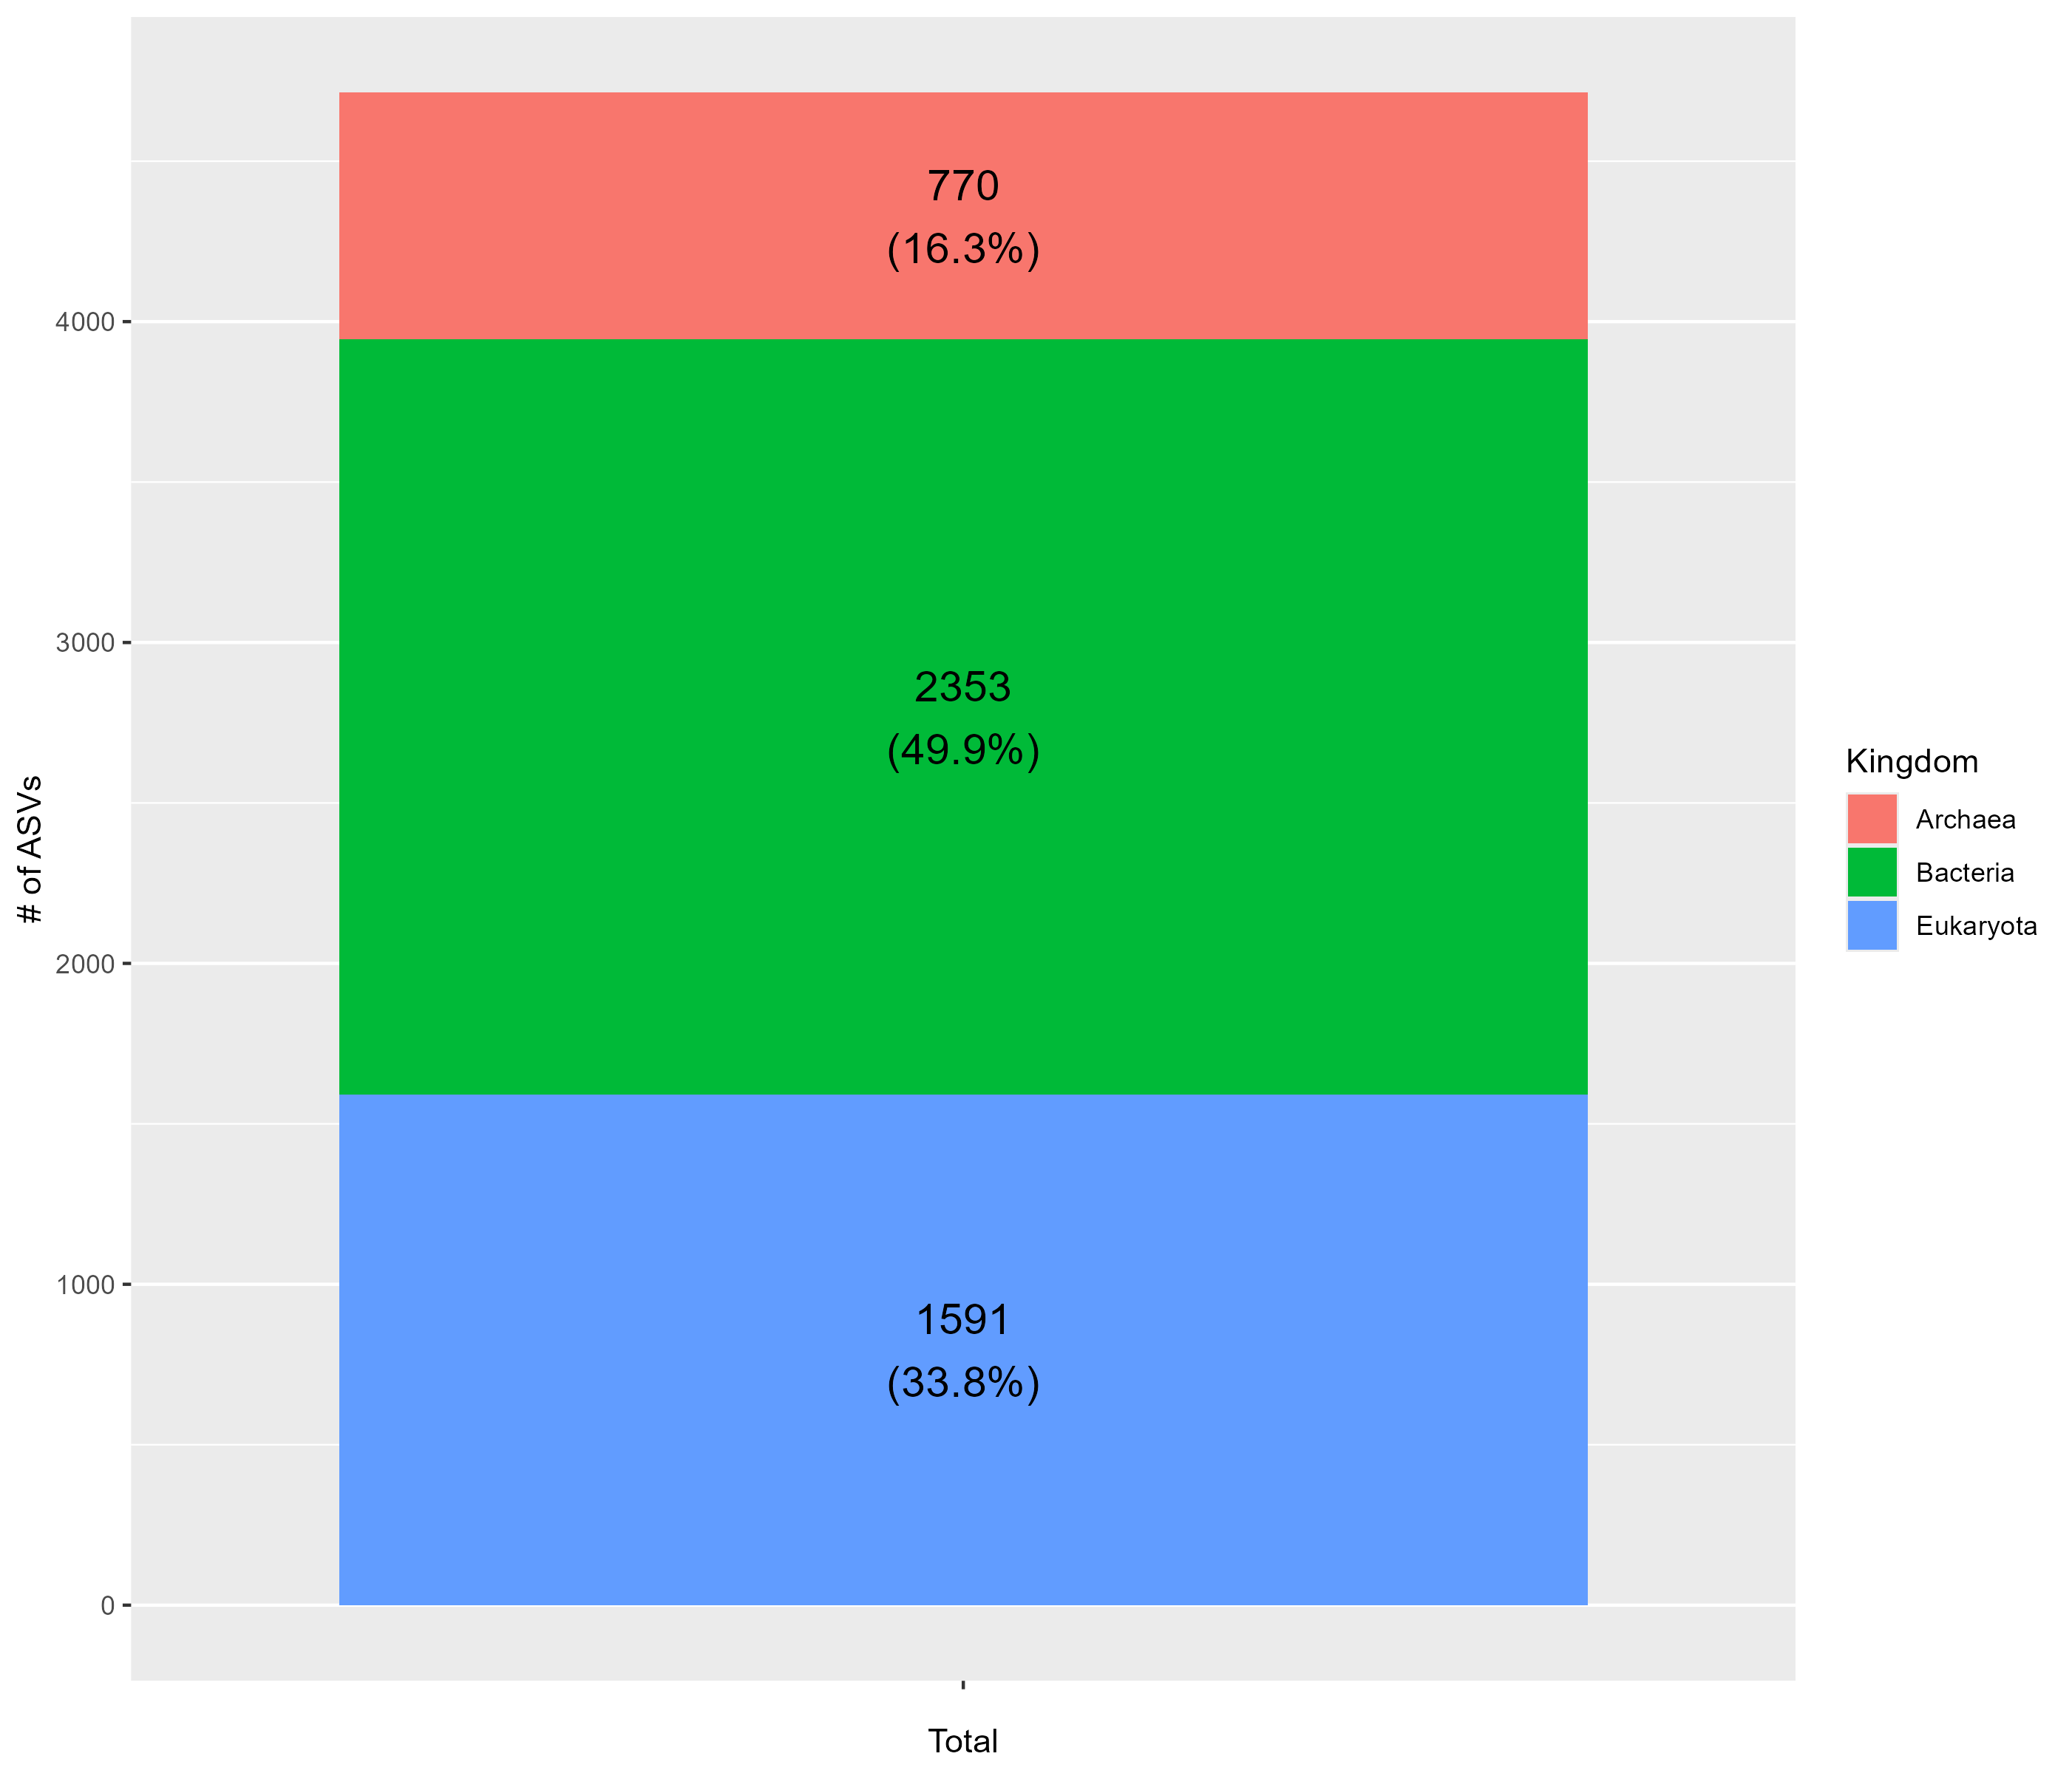 # of ASVs
4000
3000
2000
1000
0
770
(16.3%)
2353
(49.9%)
1591
(33.8%)
Total
Kingdom
Archaea
Bacteria
Eukaryota